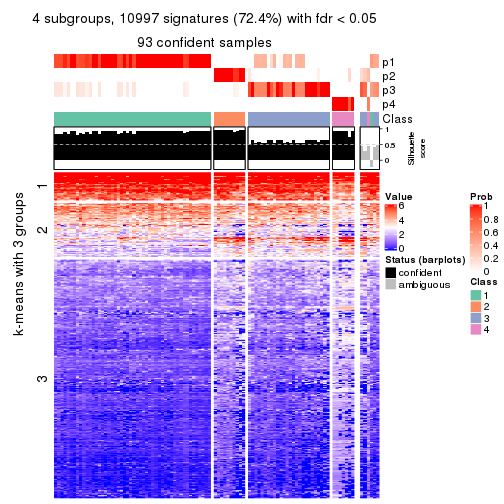 4 subgroups, 10997 signatures (72.4%) with fdr < 0.05
93 confident samples
p1
p2
p3
p4
Class
1
0.5
0
Silhouette
score
k-means with 3 groups
1
2
3
Value
6
4
2
0
Status (barplots)
confident
ambiguous
Prob
1
0.8
0.6
0.4
0.2
0
Class
1
2
3
4